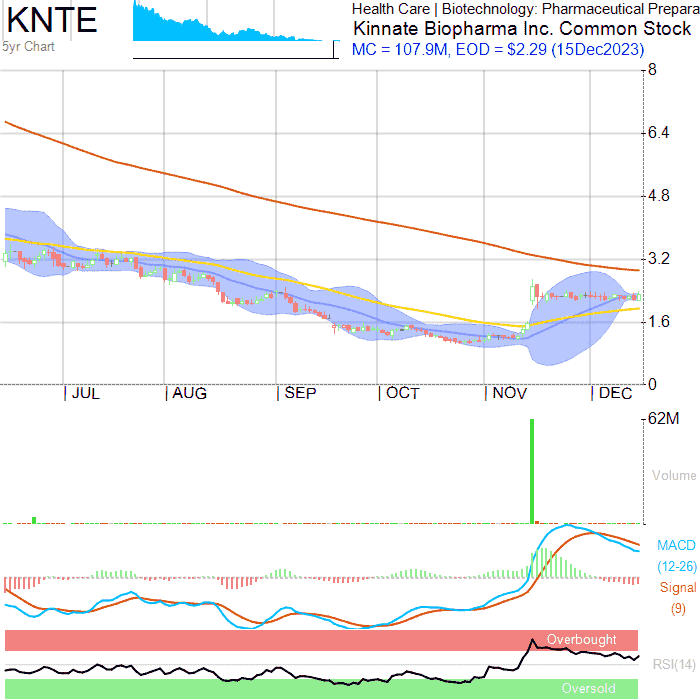 KNTE
5yr Chart
Health Care | Biotechnology: Pharmaceutical Prepara
Kinnate Biopharma Inc. Common Stock
MC = 107.9M, EOD = $2.29 (15Dec2023)
8
6.4
4.8
3.2
1.6
0
| JUL | AUG | SEP | OCT | NOV | DEC
62M
Volume
MACD
(12-26)
Signal
(9)
Overbought
RSI(14)
Oversold